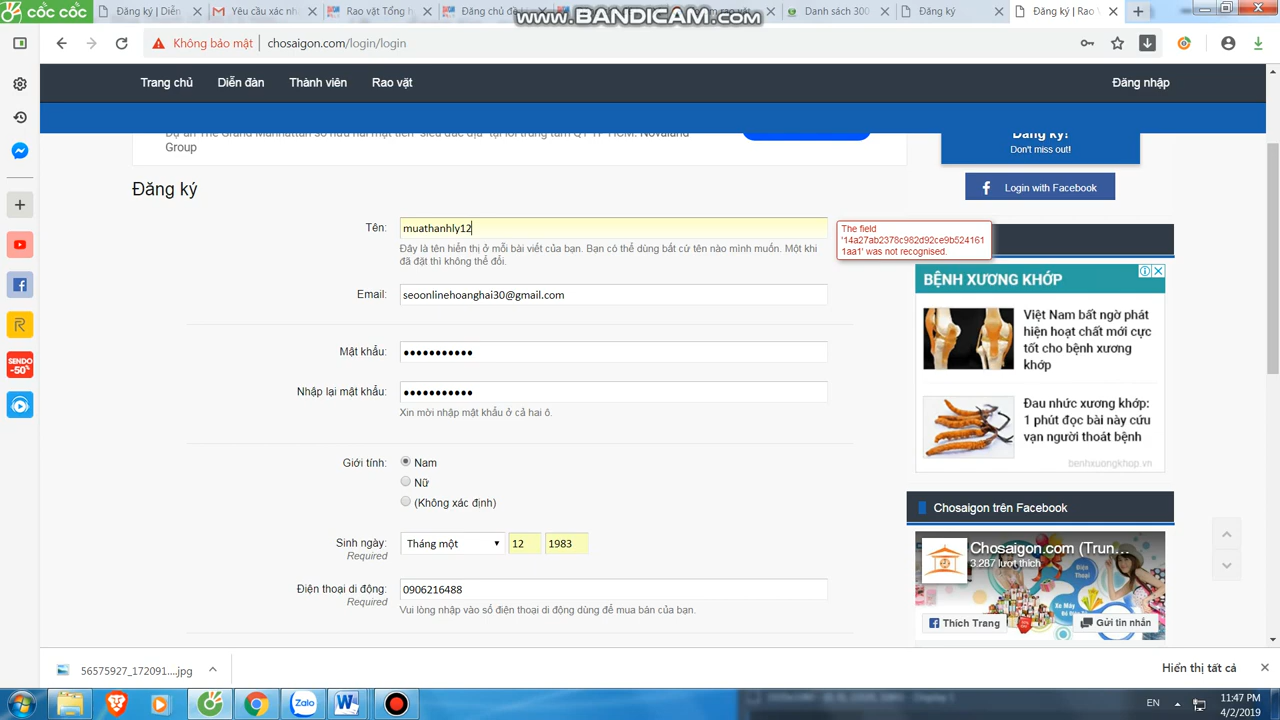 cốc cốc
Đăng ký | Diễn
Yêu cầu xác nh
Rao vặt Tổng h
Đăng chủ đề
www.BANDICAM.com
Danh sách 300
Đăng ký
Đăng ký | Rao V
Không bảo mật
chosaigon.com/login/login
Trang chủ
Diễn đàn
Thành viên
Rao vặt
Đăng nhập
Group
Đăng ký!
Don't miss out!
Login with Facebook
Đăng ký
Tên:
muathanhly12
Đây là tên hiển thị ở mỗi bài viết của bạn. Bạn có thể dùng bất cứ tên nào mình muốn. Một khi
đã đặt thì không thể đổi.
The field
'14a27ab2378c982d92ce9b524161
1aa1' was not recognised.
Email:
seoonlinehoanghai30@gmail.com
Mật khẩu:
Nhập lại mật khẩu:
Xin mời nhập mật khẩu ở cả hai ô.
Giới tính:
Nam
Nữ
(Không xác định)
Sinh ngày:
Required
Tháng một
12
1983
Điện thoại di động:
Required
0906216488
Vui lòng nhập vào số điện thoại di động dùng để mua bán của bạn.
BỆNH XƯƠNG KHỚP
Việt Nam bất ngờ phát
hiện hoạt chất mới cực
tốt cho bệnh xương
khớp
Đau nhức xương khớp:
1 phút đọc bài này cứu
vạn người thoát bệnh
benhxuongkhop.vn
Chosaigon trên Facebook
Chosaigon.com (Trun...
3.287 lượt thích
Thích Trang
Gửi tin nhắn
SENDO
-50%
56575927_172091....jpg
Hiển thị tất cả
Zalo
EN
11:47 PM
4/2/2019